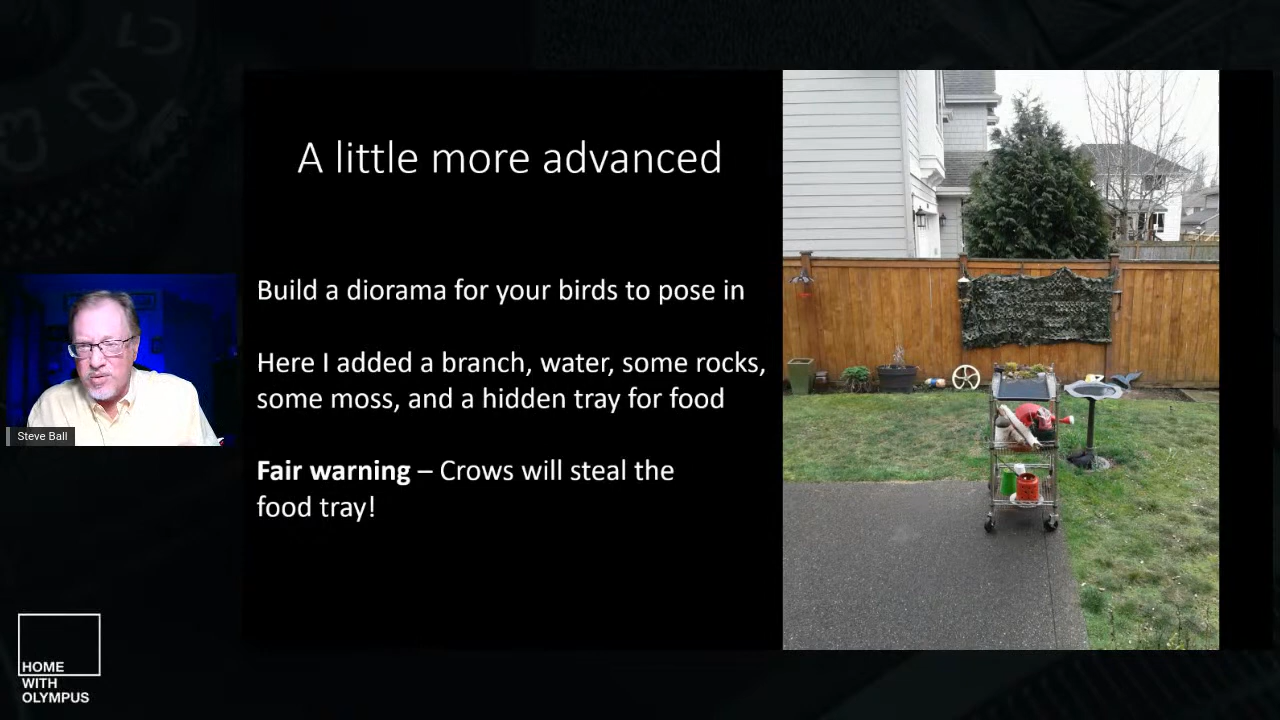 A little more advanced
Build a diorama for your birds to pose in
Here I added a branch, water, some rocks,
some moss, and a hidden tray for food
Fair warning – Crows will steal the
food tray!
Steve Ball
HOME
WITH
OLYMPUS